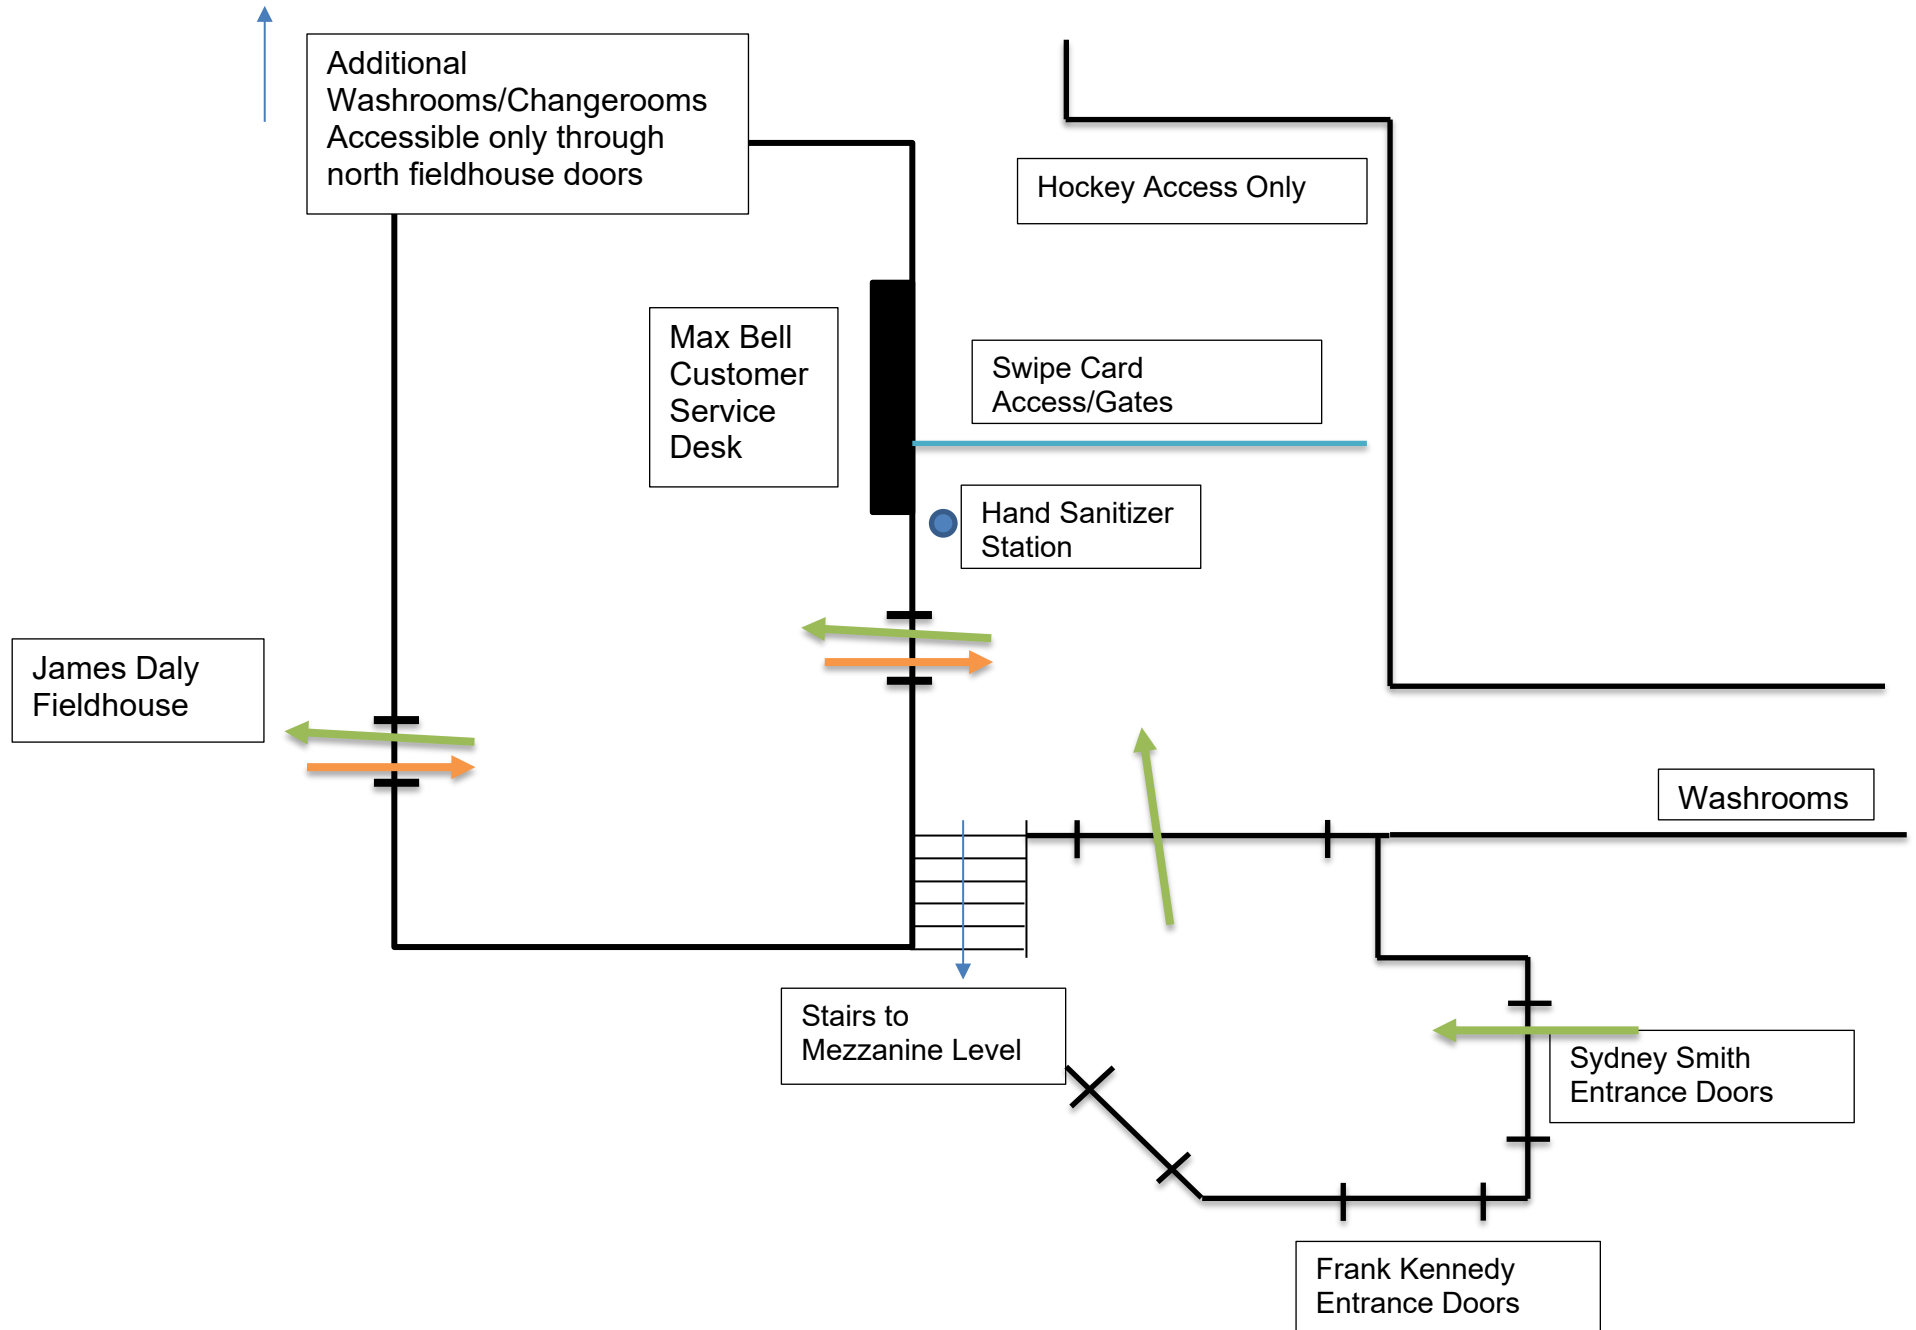 Additional
Washrooms/Changerooms
Accessible only through
north fieldhouse doors
Hockey Access Only
Max Bell
Customer
Service
Desk
Swipe Card
Access/Gates
Hand Sanitizer
Station
James Daly
Fieldhouse
Washrooms
Stairs to
Mezzanine Level
Sydney Smith
Entrance Doors
Frank Kennedy
Entrance Doors